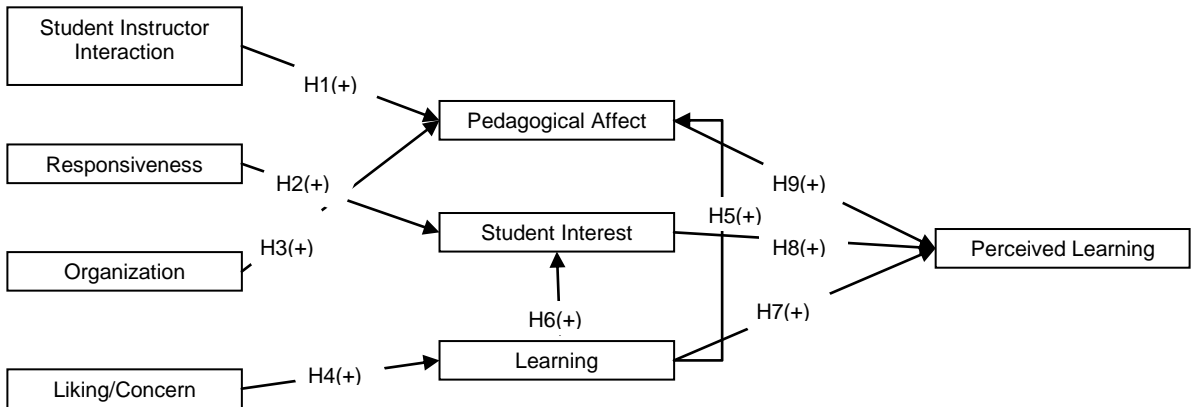 Student Instructor
Interaction
H1(+)
Pedagogical Affect
Responsiveness
H2(+)
H9(+)
H5(+)
Student Interest
H8(+)
Perceived Learning
H3(+)
Organization
H6(+)
H7(+)
Learning
H4(+)
Liking/Concern